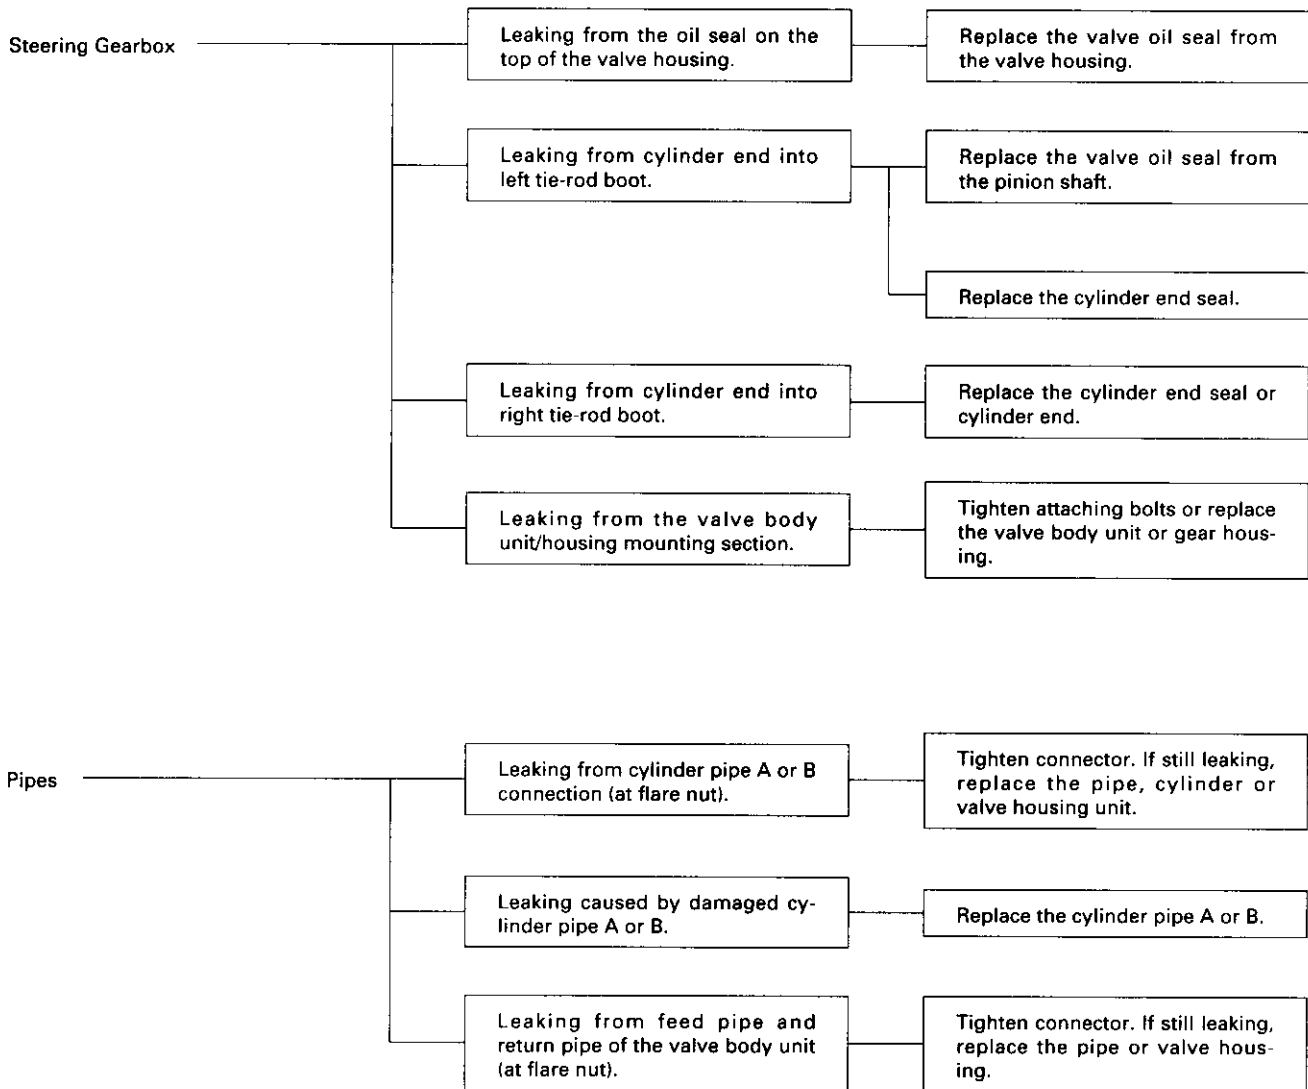 Steering Gearbox
Leaking from the oil seal on the
top of the valve housing.
Replace the valve oil seal from
the valve housing.
Leaking from cylinder end into
left tie-rod boot.
Replace the valve oil seal from
the pinion shaft.
Replace the cylinder end seal.
Leaking from cylinder end into
right tie-rod boot.
Replace the cylinder end seal or
cylinder end.
Leaking from the valve body
unit/housing mounting section.
Tighten attaching bolts or replace
the valve body unit or gear hous-
ing.
Pipes
Leaking from cylinder pipe A or B
connection (at flare nut).
Tighten connector. If still leaking,
replace the pipe, cylinder or
valve housing unit.
Leaking caused by damaged cy-
linder pipe A or B.
Replace the cylinder pipe A or B.
Leaking from feed pipe and
return pipe of the valve body unit
(at flare nut).
Tighten connector. If still leaking,
replace the pipe or valve hous-
ing.